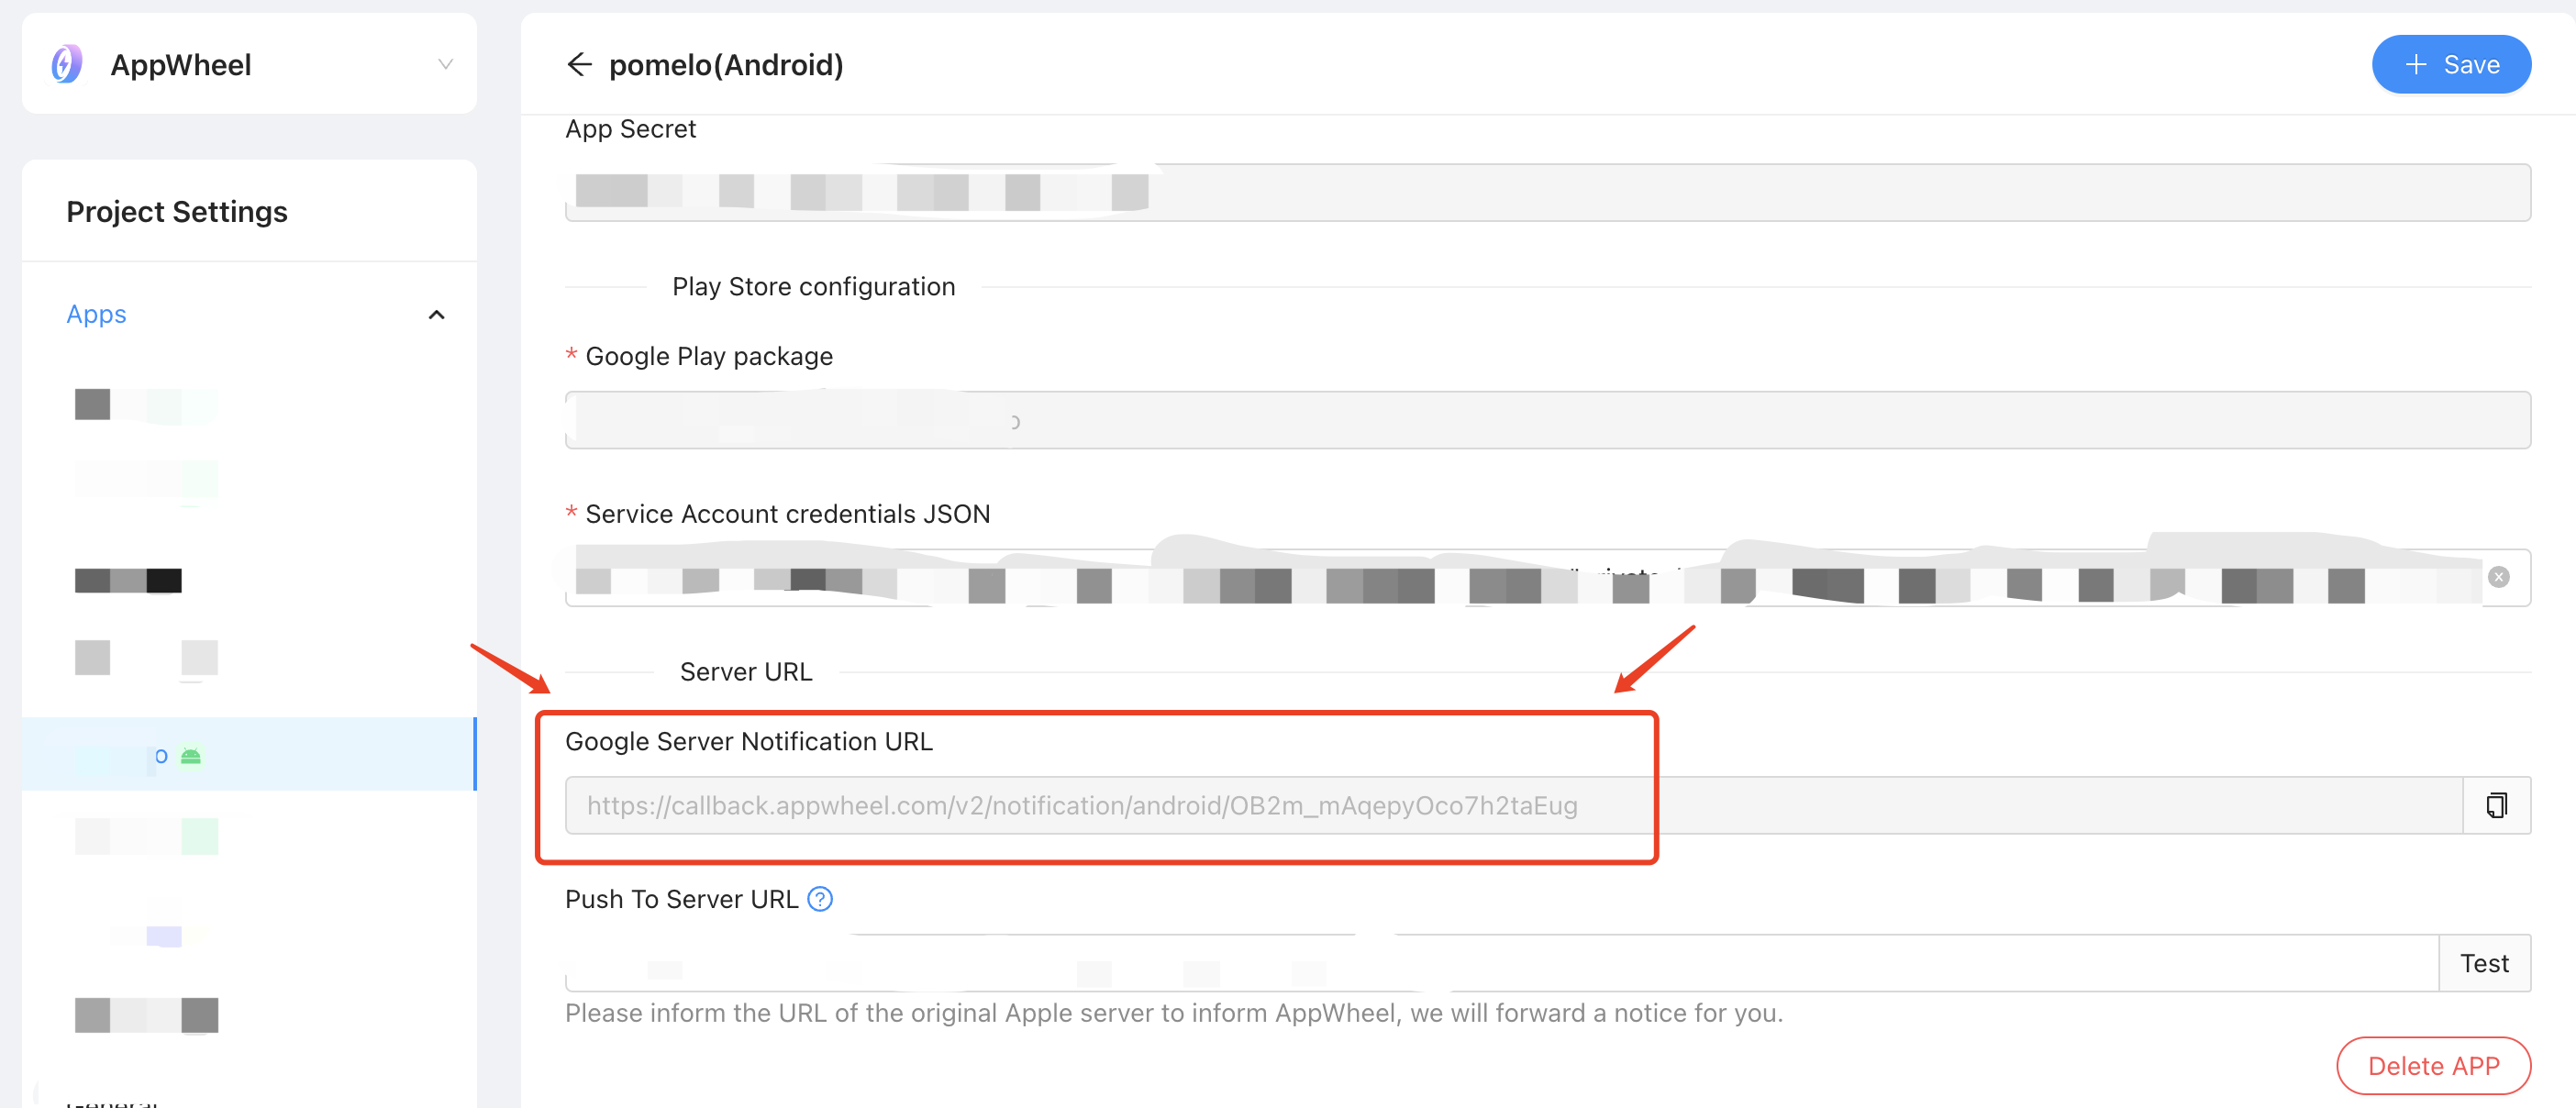 AppWheel
Project Settings
Apps
o
pomelo(Android)
Save
App Secret
Play Store configuration
* Google Play package
* Service Account credentials JSON
Server URL
Google Server Notification URL
https://callback.appwheel.com/v2/notification/android/OB2m_mAqepyOco7h2taEug
Push To Server URL
Test
Please inform the URL of the original Apple server to inform AppWheel, we will forward a notice for you.
Delete APP